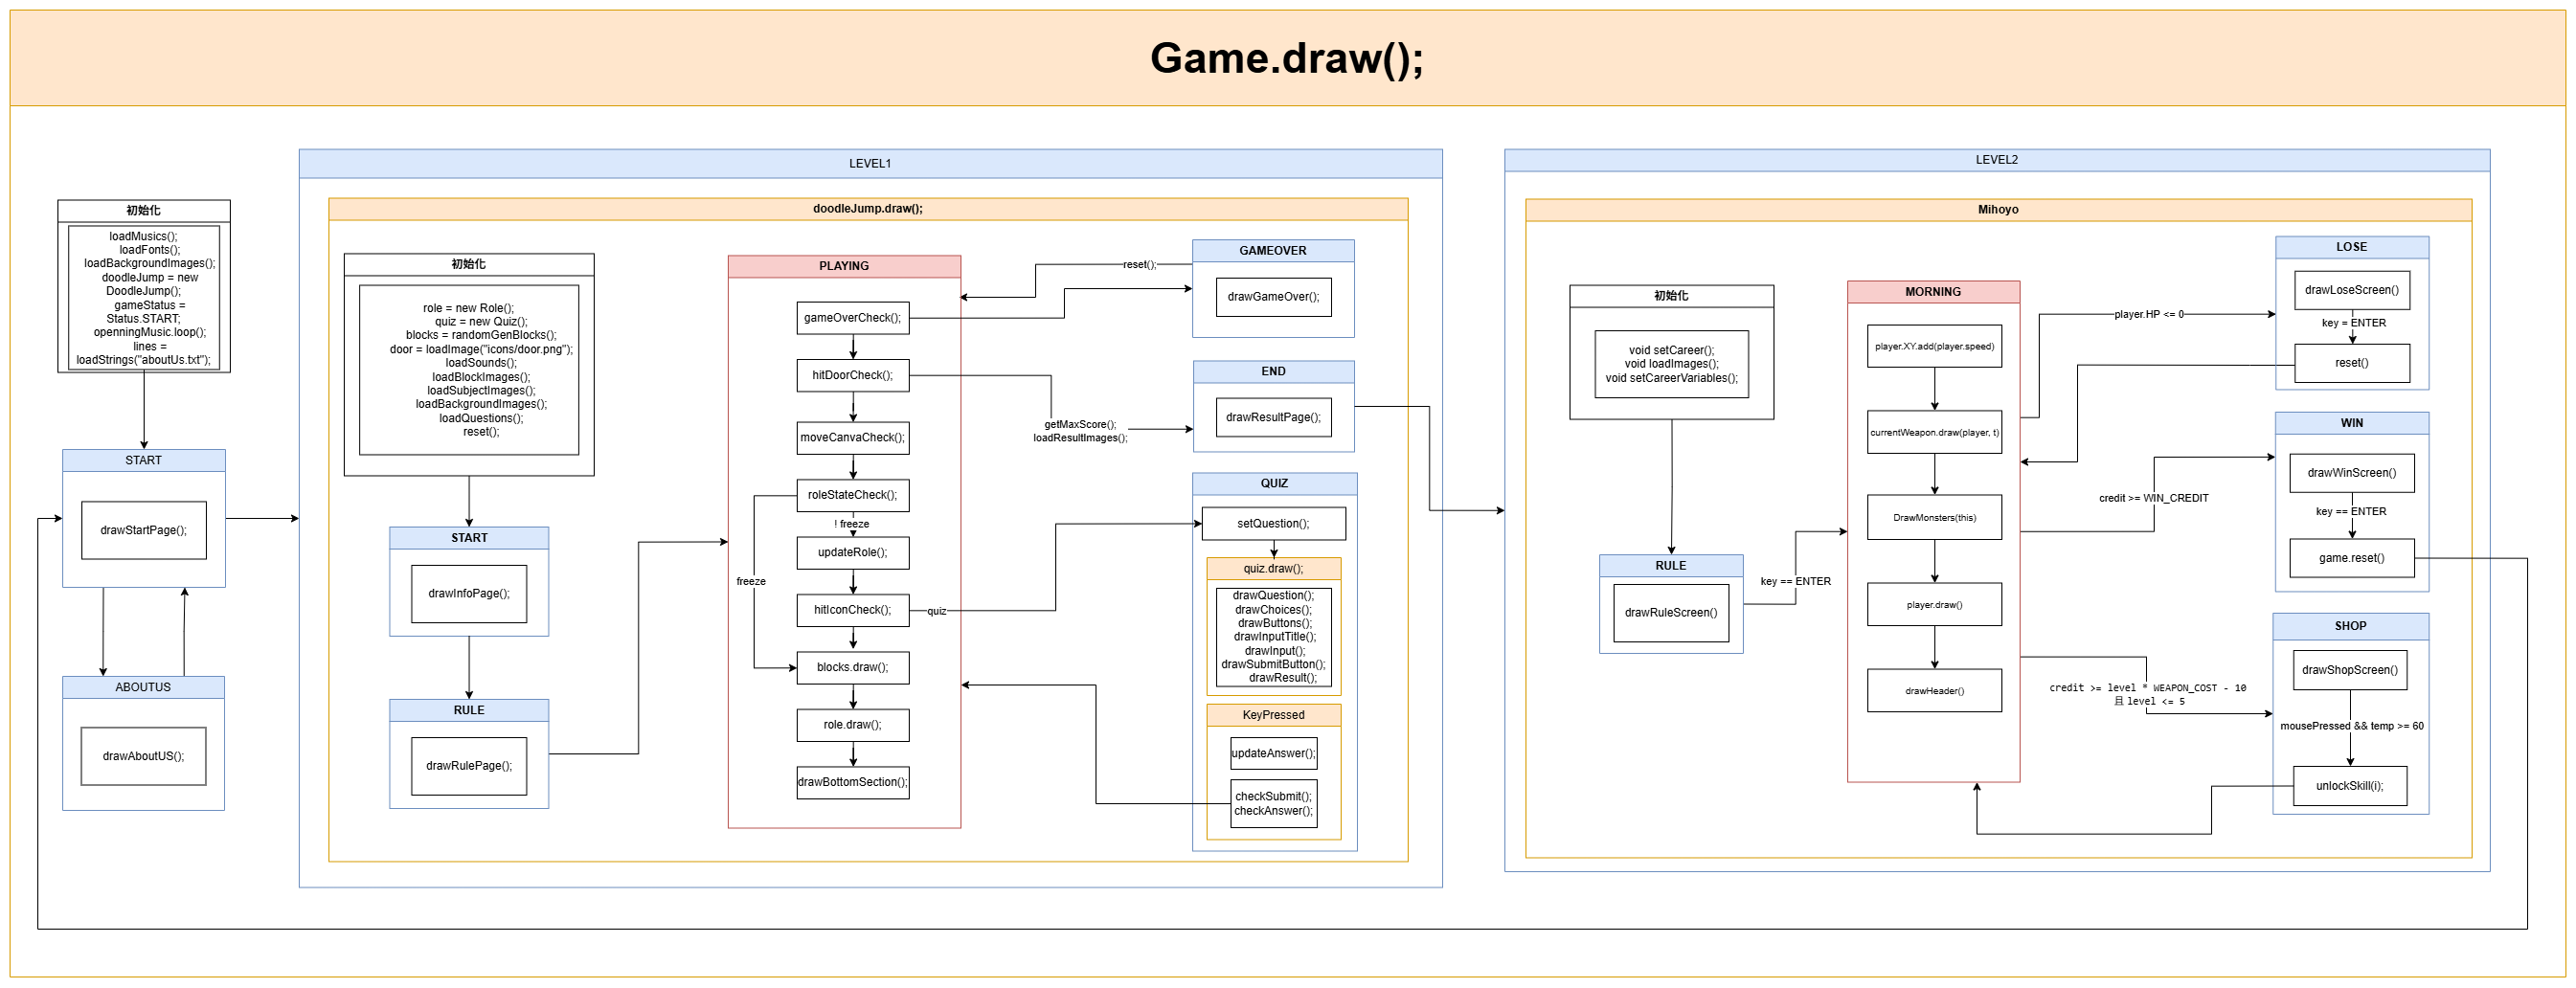 Game.draw();
初始化
loadMusics();
loadFonts();
loadBackgroundImages();
doodleJump = new
DoodleJump();
gameStatus =
Status.START;
openningMusic.loop();
lines =
loadStrings("aboutUs.txt");
START
drawStartPage();
ABOUTUS
drawAboutUS();
LEVEL1
doodleJump.draw();
初始化
role = new Role();
quiz = new Quiz();
blocks = randomGenBlocks();
door = loadImage("icons/door.png");
loadSounds();
loadBlockImages();
loadSubjectImages();
loadBackgroundImages();
loadQuestions();
reset();
START
drawInfoPage();
RULE
drawRulePage();
PLAYING
gameOverCheck();
hitDoorCheck();
moveCanvaCheck();
roleStateCheck();
! freeze
updateRole();
freeze
hitIconCheck();
quiz
blocks.draw();
role.draw();
drawBottomSection();
reset();
GAMEOVER
drawGameOver();
END
drawResultPage();
getMaxScore();
loadResultImages();
QUIZ
setQuestion();
quiz.draw();
drawQuestion();
drawChoices();
drawButtons();
drawInputTitle();
drawInput();
drawSubmitButton();
drawResult();
KeyPressed
updateAnswer();
checkSubmit();
checkAnswer();
LEVEL2
Mihoyo
初始化
void setCareer();
void loadImages();
void setCareerVariables();
RULE
drawRuleScreen()
key == ENTER
MORNING
player.XY.add(player.speed)
currentWeapon.draw(player, t)
DrawMonsters(this)
player.draw()
drawHeader()
player.HP <= 0
LOSE
drawLoseScreen()
key = ENTER
reset()
credit >= WIN_CREDIT
WIN
drawWinScreen()
key == ENTER
game.reset()
credit >= level * WEAPON_COST - 10
且 level <= 5
SHOP
drawShopScreen()
mousePressed && temp >= 60
unlockSkill(i);